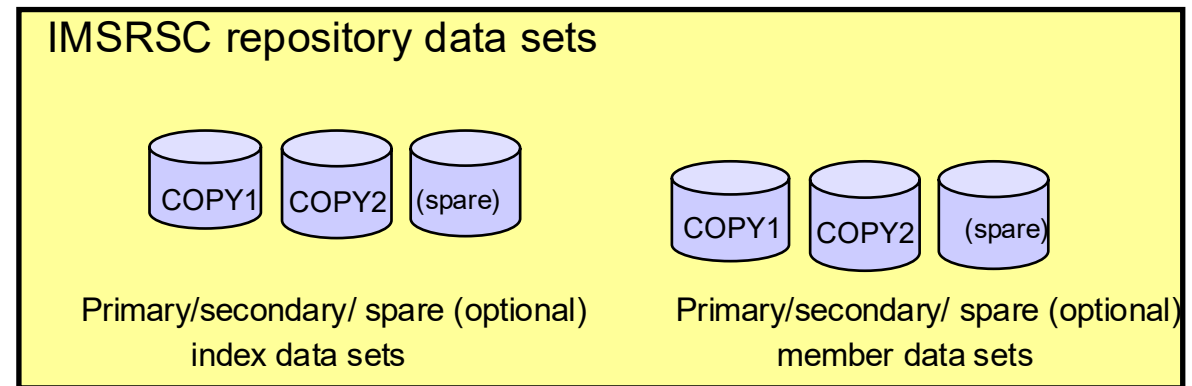 IMSRSC repository data sets
COPY1 COPY2 (spare)
Primary/secondary/ spare (optional)
index data sets
COPY1 COPY2 (spare)
Primary/secondary/ spare (optional)
member data sets